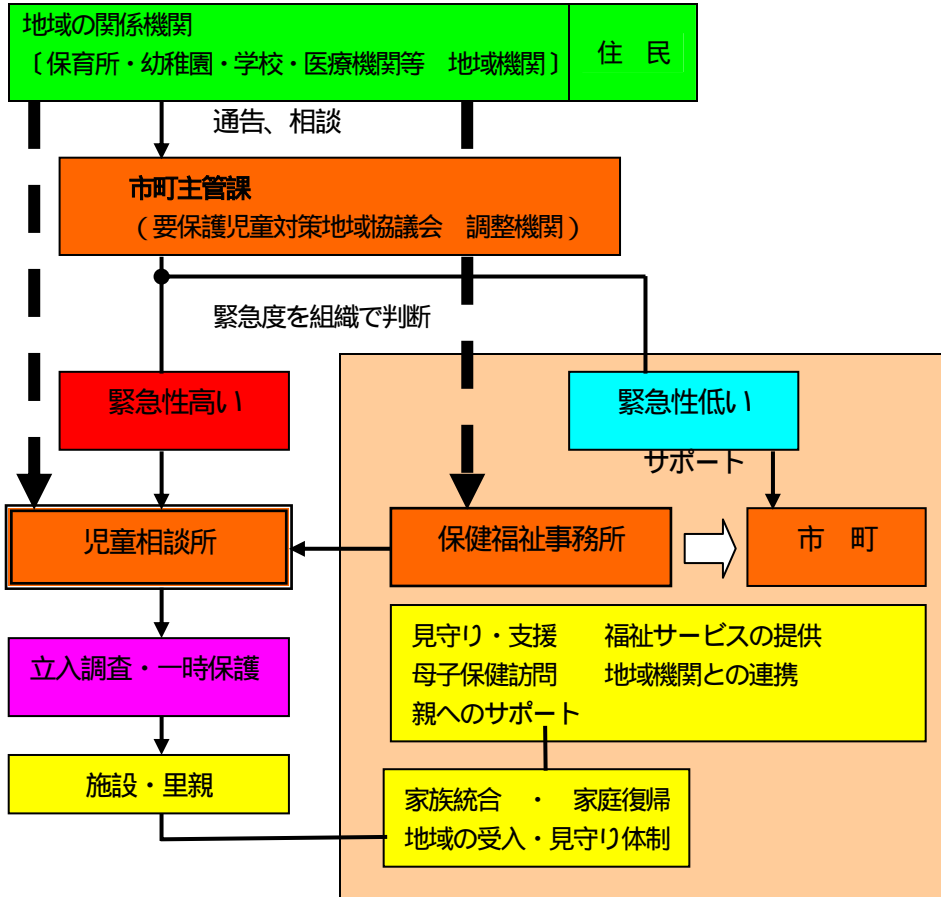 地域の関係機関
〔保育所・幼稚園・学校・医療機関等　地域機関〕
住　民
通告、相談
市町主管課
（要保護児童対策地域協議会　調整機関）
緊急度を組織で判断
緊急性高い
緊急性低い
サポート
児童相談所
保健福祉事務所
市　町
見守り・支援　　福祉サービスの提供
母子保健訪問　　地域機関との連携
親へのサポート
立入調査・一時保護
施設・里親
家族統合　・　家庭復帰
地域の受入・見守り体制